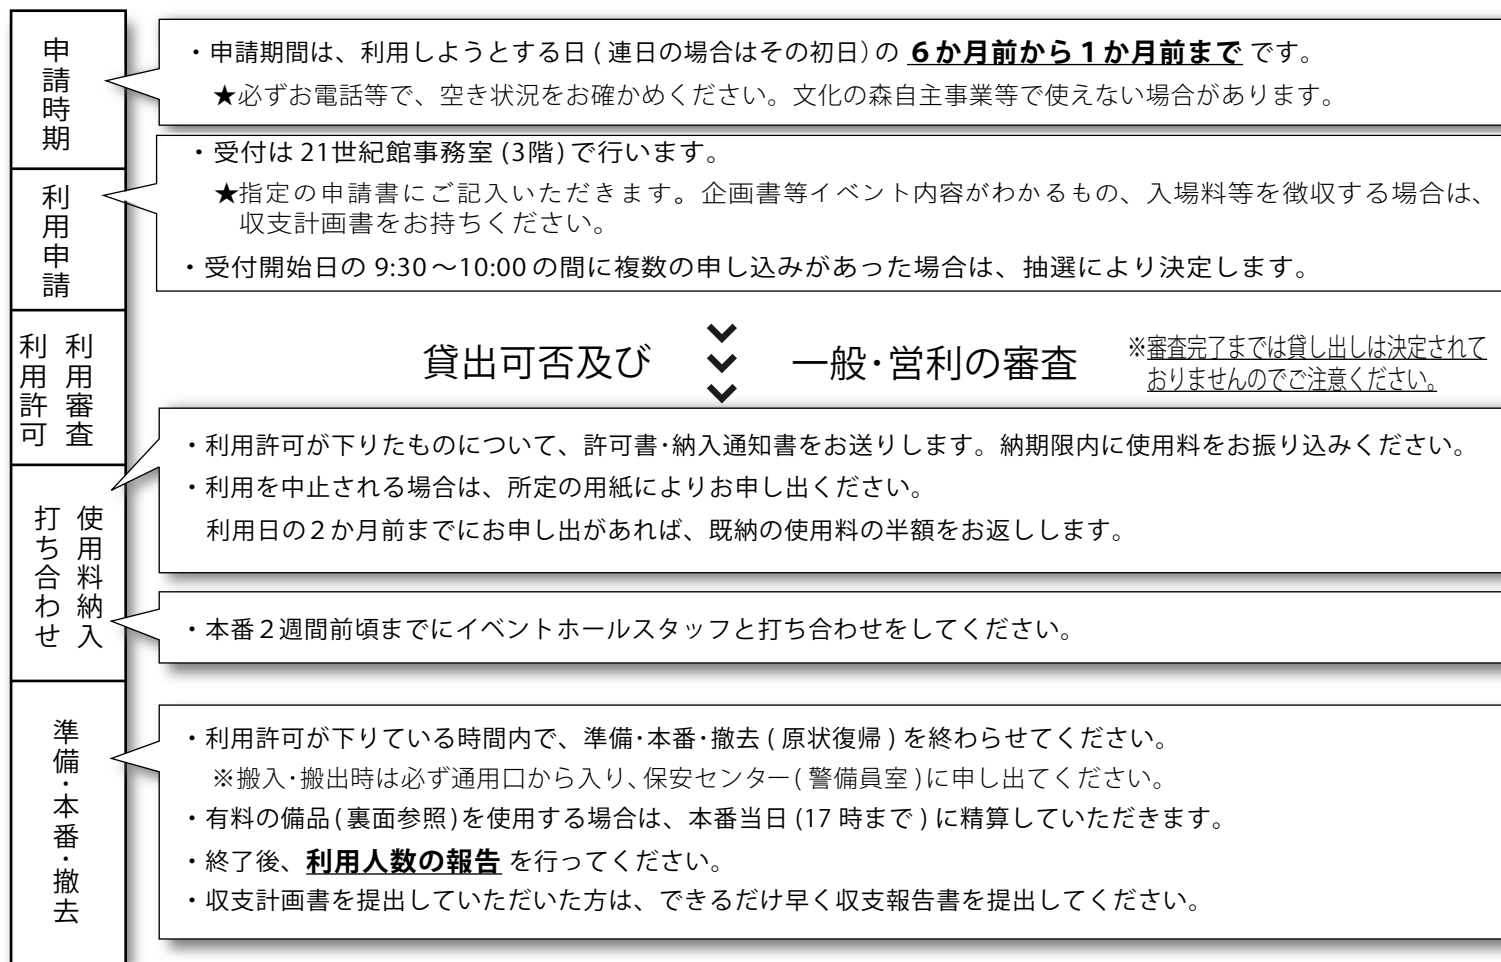 申請時期
・申請期間は、利用しようとする日(連日の場合はその初日)の 6か月前から1か月前まで です。
★必ずお電話等で、空き状況をお確かめください。文化の森自主事業等で使えない場合があります。
利用申請
・受付は 21世紀館事務室 (3階) で行います。
★指定の申請書にご記入いただきます。企画書等イベント内容がわかるもの、入場料等を徴収する場合は、
収支計画書をお持ちください。
・受付開始日の 9:30～10:00 の間に複数の申し込みがあった場合は、抽選により決定します。
利用審査
利用許可
貸出可否及び 一般・営利の審査
※審査完了までは貸し出しは決定されて
おりませんのでご注意ください。
・利用許可が下りたものについて、許可書・納入通知書をお送りします。納期限内に使用料をお振り込みください。
・利用を中止される場合は、所定の用紙によりお申し出ください。
利用日の２か月前までにお申し出があれば、既納の使用料の半額をお返しします。
使用料納入
打ち合わせ
・本番２週間前頃までにイベントホールスタッフと打ち合わせをしてください。
準備・本番・撤去
・利用許可が下りている時間内で、準備・本番・撤去 ( 原状復帰 ) を終わらせてください。
※搬入・搬出時は必ず通用口から入り、保安センター( 警備員室 )に申し出てください。
・有料の備品(裏面参照)を使用する場合は、本番当日 (17 時まで ) に精算していただきます。
・終了後、利用人数の報告 を行ってください。
・収支計画書を提出していただいた方は、できるだけ早く収支報告書を提出してください。